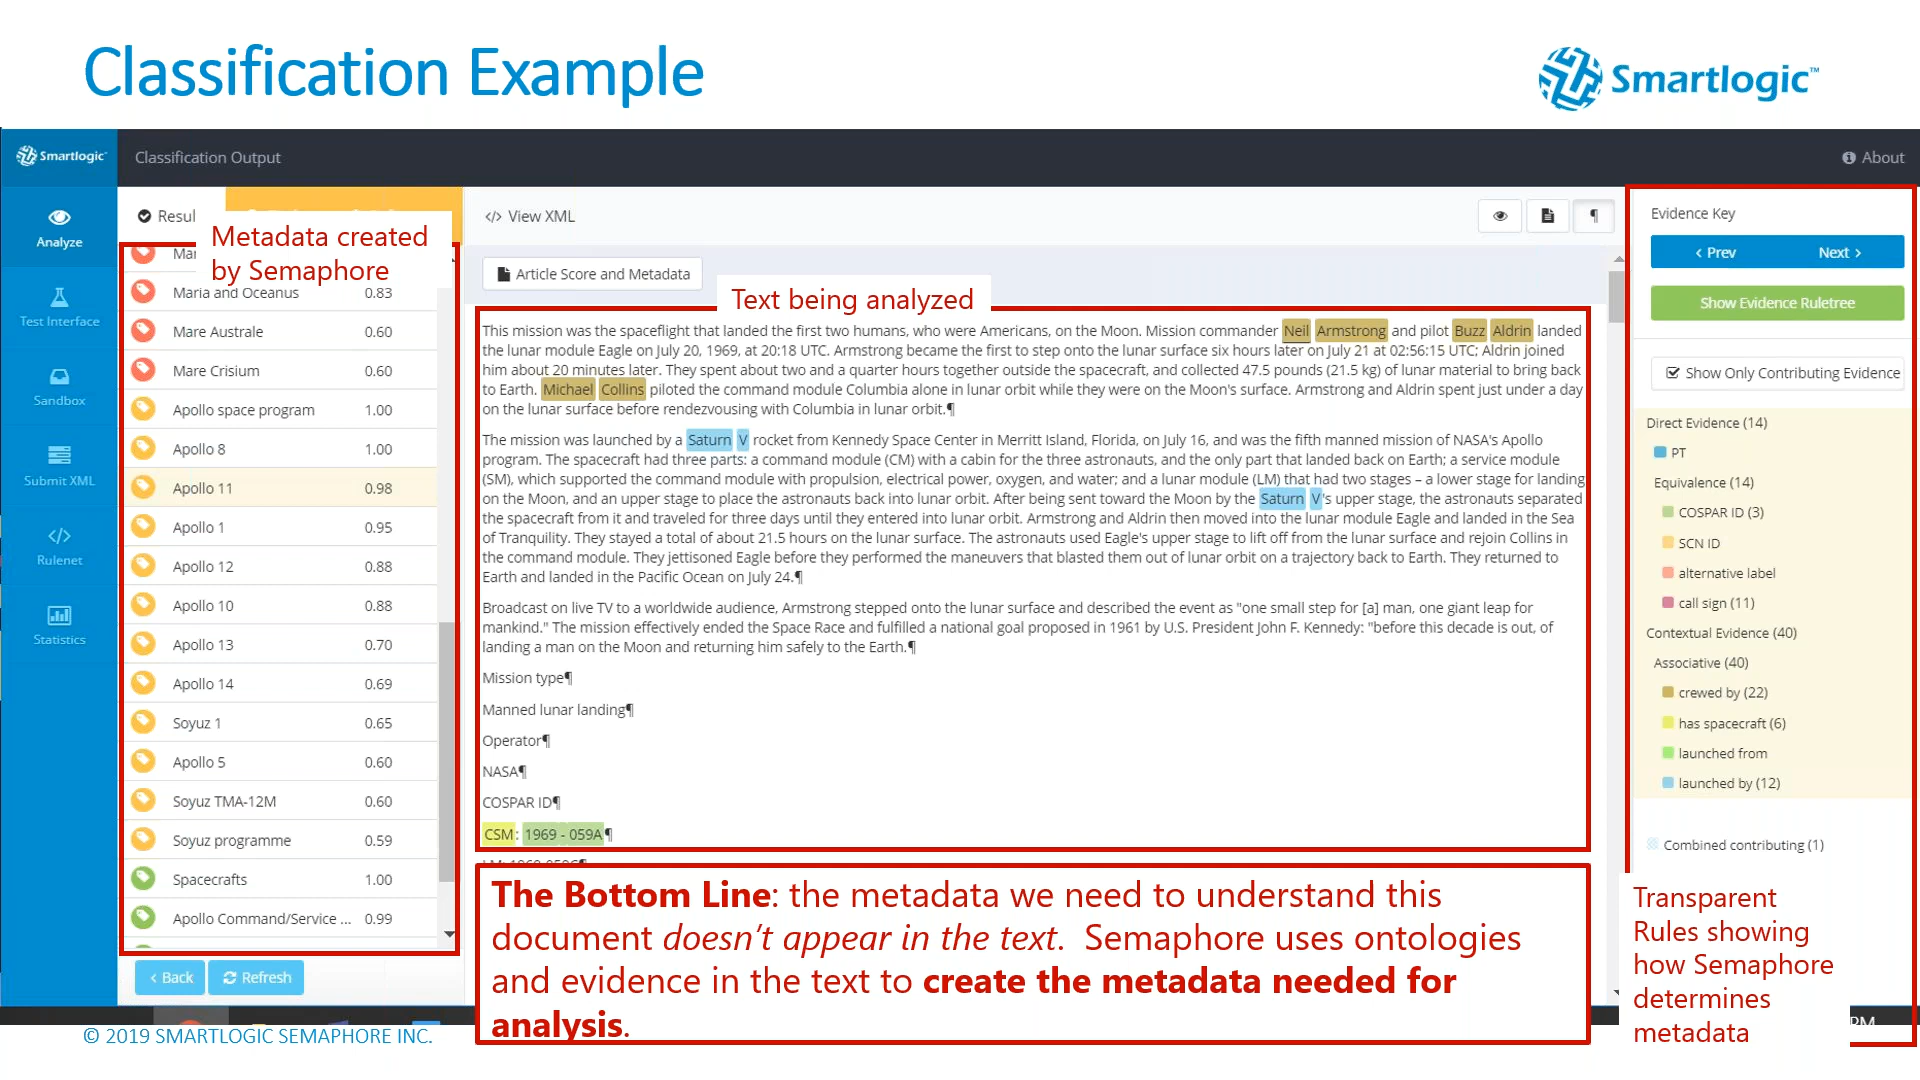 Classification Example
Smartlogic™
Smartlogic
Classification Output
About
Analyze
Test Interface
Sandbox
Submit XML
Rulenet
Statistics
Metadata created
by Semaphore
Maria and Oceanus 0.83
Mare Australe 0.60
Mare Crisium 0.60
Apollo space program 1.00
Apollo 8 1.00
Apollo 11 0.98
Apollo 1 0.95
Apollo 12 0.88
Apollo 10 0.88
Apollo 13 0.70
Apollo 14 0.69
Soyuz 1 0.65
Apollo 5 0.60
Soyuz TMA-12M 0.60
Soyuz programme 0.59
Spacecrafts 1.00
Apollo Command/Service ... 0.99
< Back
Refresh
</> View XML
Article Score and Metadata
Text being analyzed
This mission was the spaceflight that landed the first two humans, who were Americans, on the Moon. Mission commander Neil Armstrong and pilot Buzz Aldrin landed
the lunar module Eagle on July 20, 1969, at 20:18 UTC. Armstrong became the first to step onto the lunar surface six hours later on July 21 at 02:56:15 UTC; Aldrin joined
him about 20 minutes later. They spent about two and a quarter hours together outside the spacecraft, and collected 47.5 pounds (21.5 kg) of lunar material to bring back
to Earth. Michael Collins piloted the command module Columbia alone in lunar orbit while they were on the Moon's surface. Armstrong and Aldrin spent just under a day
on the lunar surface before rendezvousing with Columbia in lunar orbit.¶
The mission was launched by a Saturn V rocket from Kennedy Space Center in Merritt Island, Florida, on July 16, and was the fifth manned mission of NASA's Apollo
program. The spacecraft had three parts: a command module (CM) with a cabin for the three astronauts, and the only part that landed back on Earth; a service module
(SM), which supported the command module with propulsion, electrical power, oxygen, and water; and a lunar module (LM) that had two stages – a lower stage for landing
on the Moon, and an upper stage to place the astronauts back into lunar orbit. After being sent toward the Moon by the Saturn V's upper stage, the astronauts separated
the spacecraft from it and traveled for three days until they entered into lunar orbit. Armstrong and Aldrin then moved into the lunar module Eagle and landed in the Sea
of Tranquility. They stayed a total of about 21.5 hours on the lunar surface. The astronauts used Eagle's upper stage to lift off from the lunar surface and rejoin Collins in
the command module. They jettisoned Eagle before they performed the maneuvers that blasted them out of lunar orbit on a trajectory back to Earth. They returned to
Earth and landed in the Pacific Ocean on July 24.¶
Broadcast on live TV to a worldwide audience, Armstrong stepped onto the lunar surface and described the event as "one small step for [a] man, one giant leap for
mankind." The mission effectively ended the Space Race and fulfilled a national goal proposed in 1961 by U.S. President John F. Kennedy: "before this decade is out, of
landing a man on the Moon and returning him safely to the Earth.¶
Mission type¶
Manned lunar landing¶
Operator¶
NASA¶
COSPAR ID¶
CSM: 1969 - 059A¶
The Bottom Line: the metadata we need to understand this
document doesn't appear in the text. Semaphore uses ontologies
and evidence in the text to create the metadata needed for
analysis.
Evidence Key
< Prev Next >
Show Evidence Ruletree
Show Only Contributing Evidence
Direct Evidence (14)
PT
Equivalence (14)
COSPAR ID (3)
SCN ID
alternative label
call sign (11)
Contextual Evidence (40)
Associative (40)
crewed by (22)
has spacecraft (6)
launched from
launched by (12)
Combined contributing (1)
Transparent
Rules showing
how Semaphore
determines
metadata
© 2019 SMARTLOGIC SEMAPHORE INC.